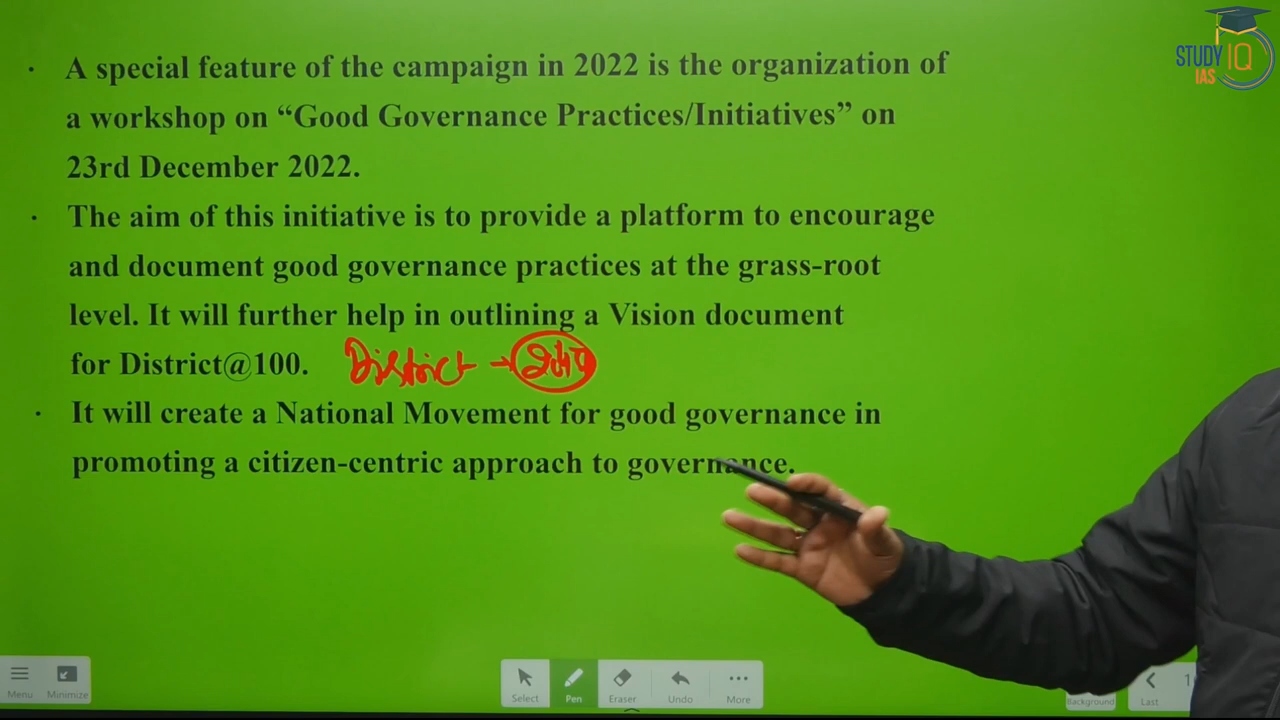 STUDY IQ
IAS
· A special feature of the campaign in 2022 is the organization of
a workshop on “Good Governance Practices/Initiatives” on
23rd December 2022.
· The aim of this initiative is to provide a platform to encourage
and document good governance practices at the grass-root
level. It will further help in outlining a Vision document
for District@100. District →
· It will create a National Movement for good governance in
promoting a citizen-centric approach to governance.
Menu Minimize Select Pen Eraser Undo More Background Last